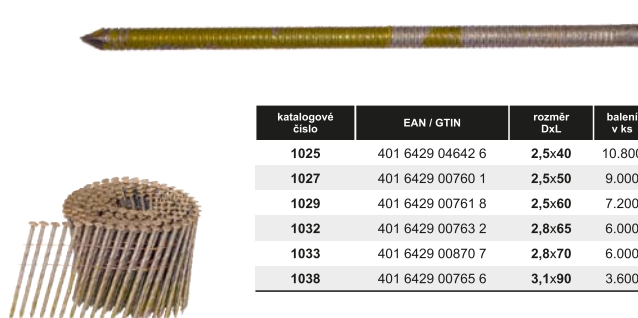 katalogové číslo EAN / GTIN rozměr DxL balení v ks
1025 401 6429 04642 6 2,5x40 10.800
1027 401 6429 00760 1 2,5x50 9.000
1029 401 6429 00761 8 2,5x60 7.200
1032 401 6429 00763 2 2,8x65 6.000
1033 401 6429 00870 7 2,8x70 6.000
1038 401 6429 00765 6 3,1x90 3.600